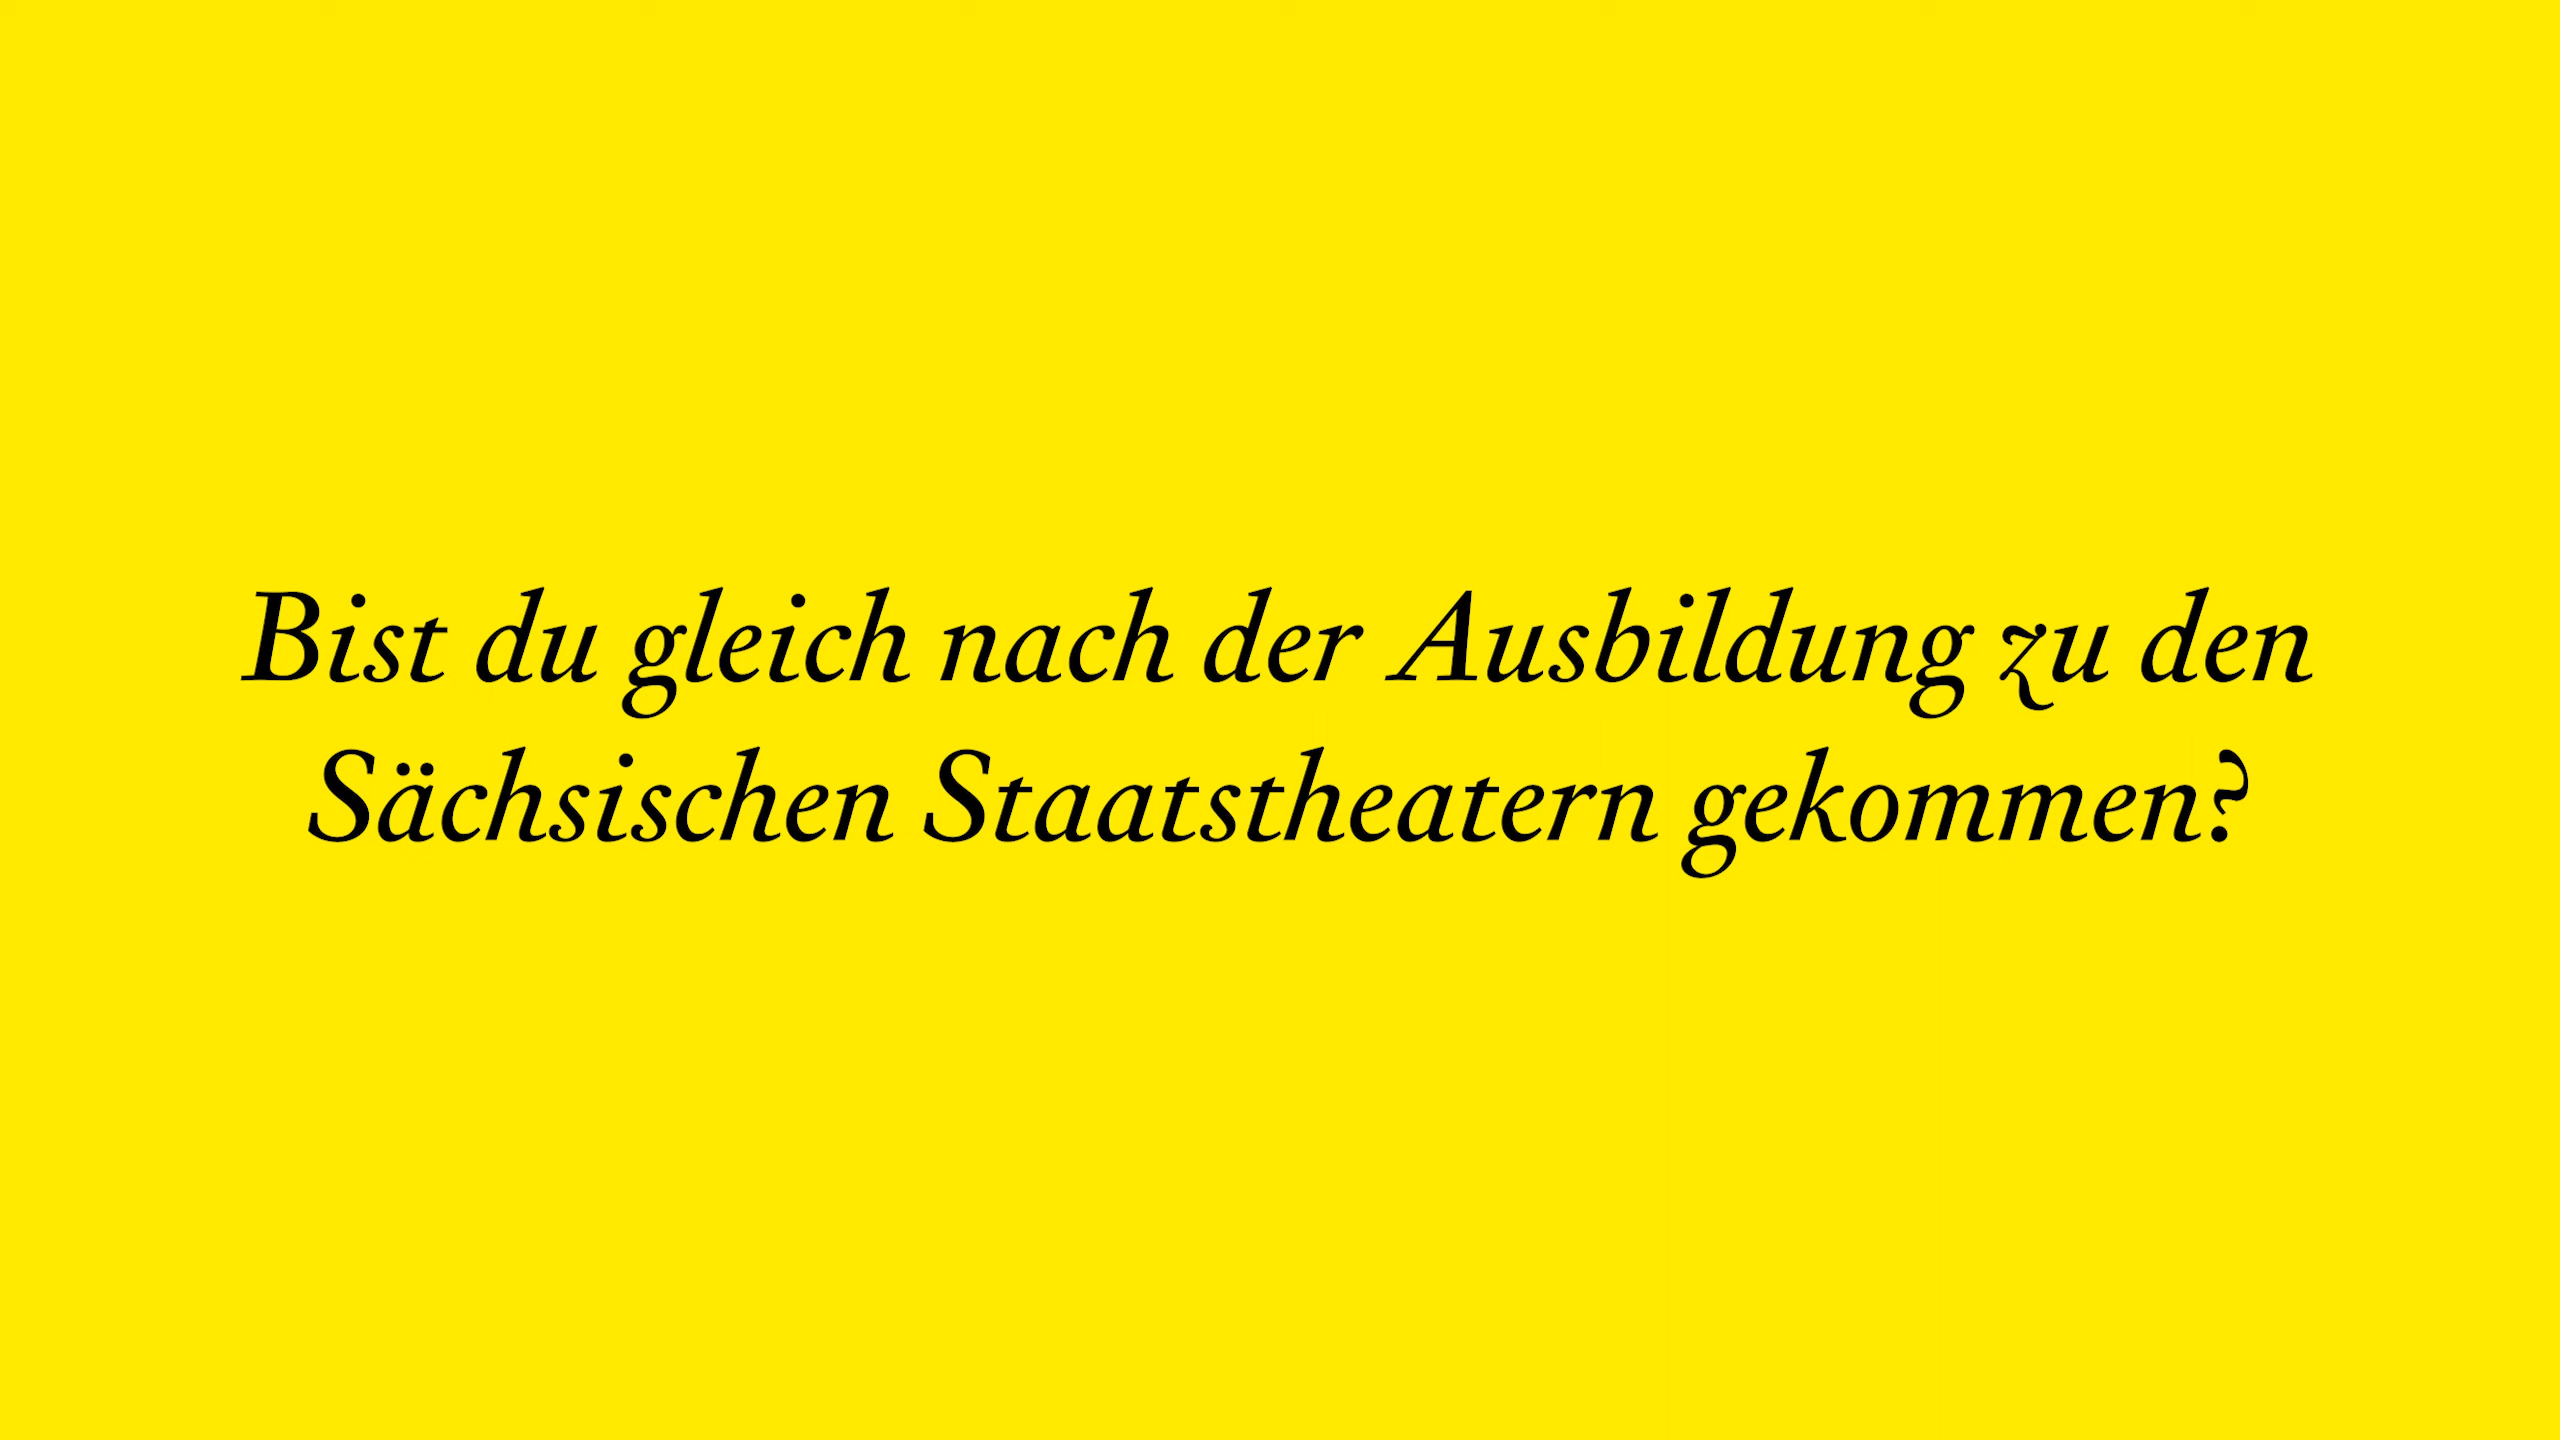 Bist du gleich nach der Ausbildung zu den
Sächsischen Staatstheatern gekommen?